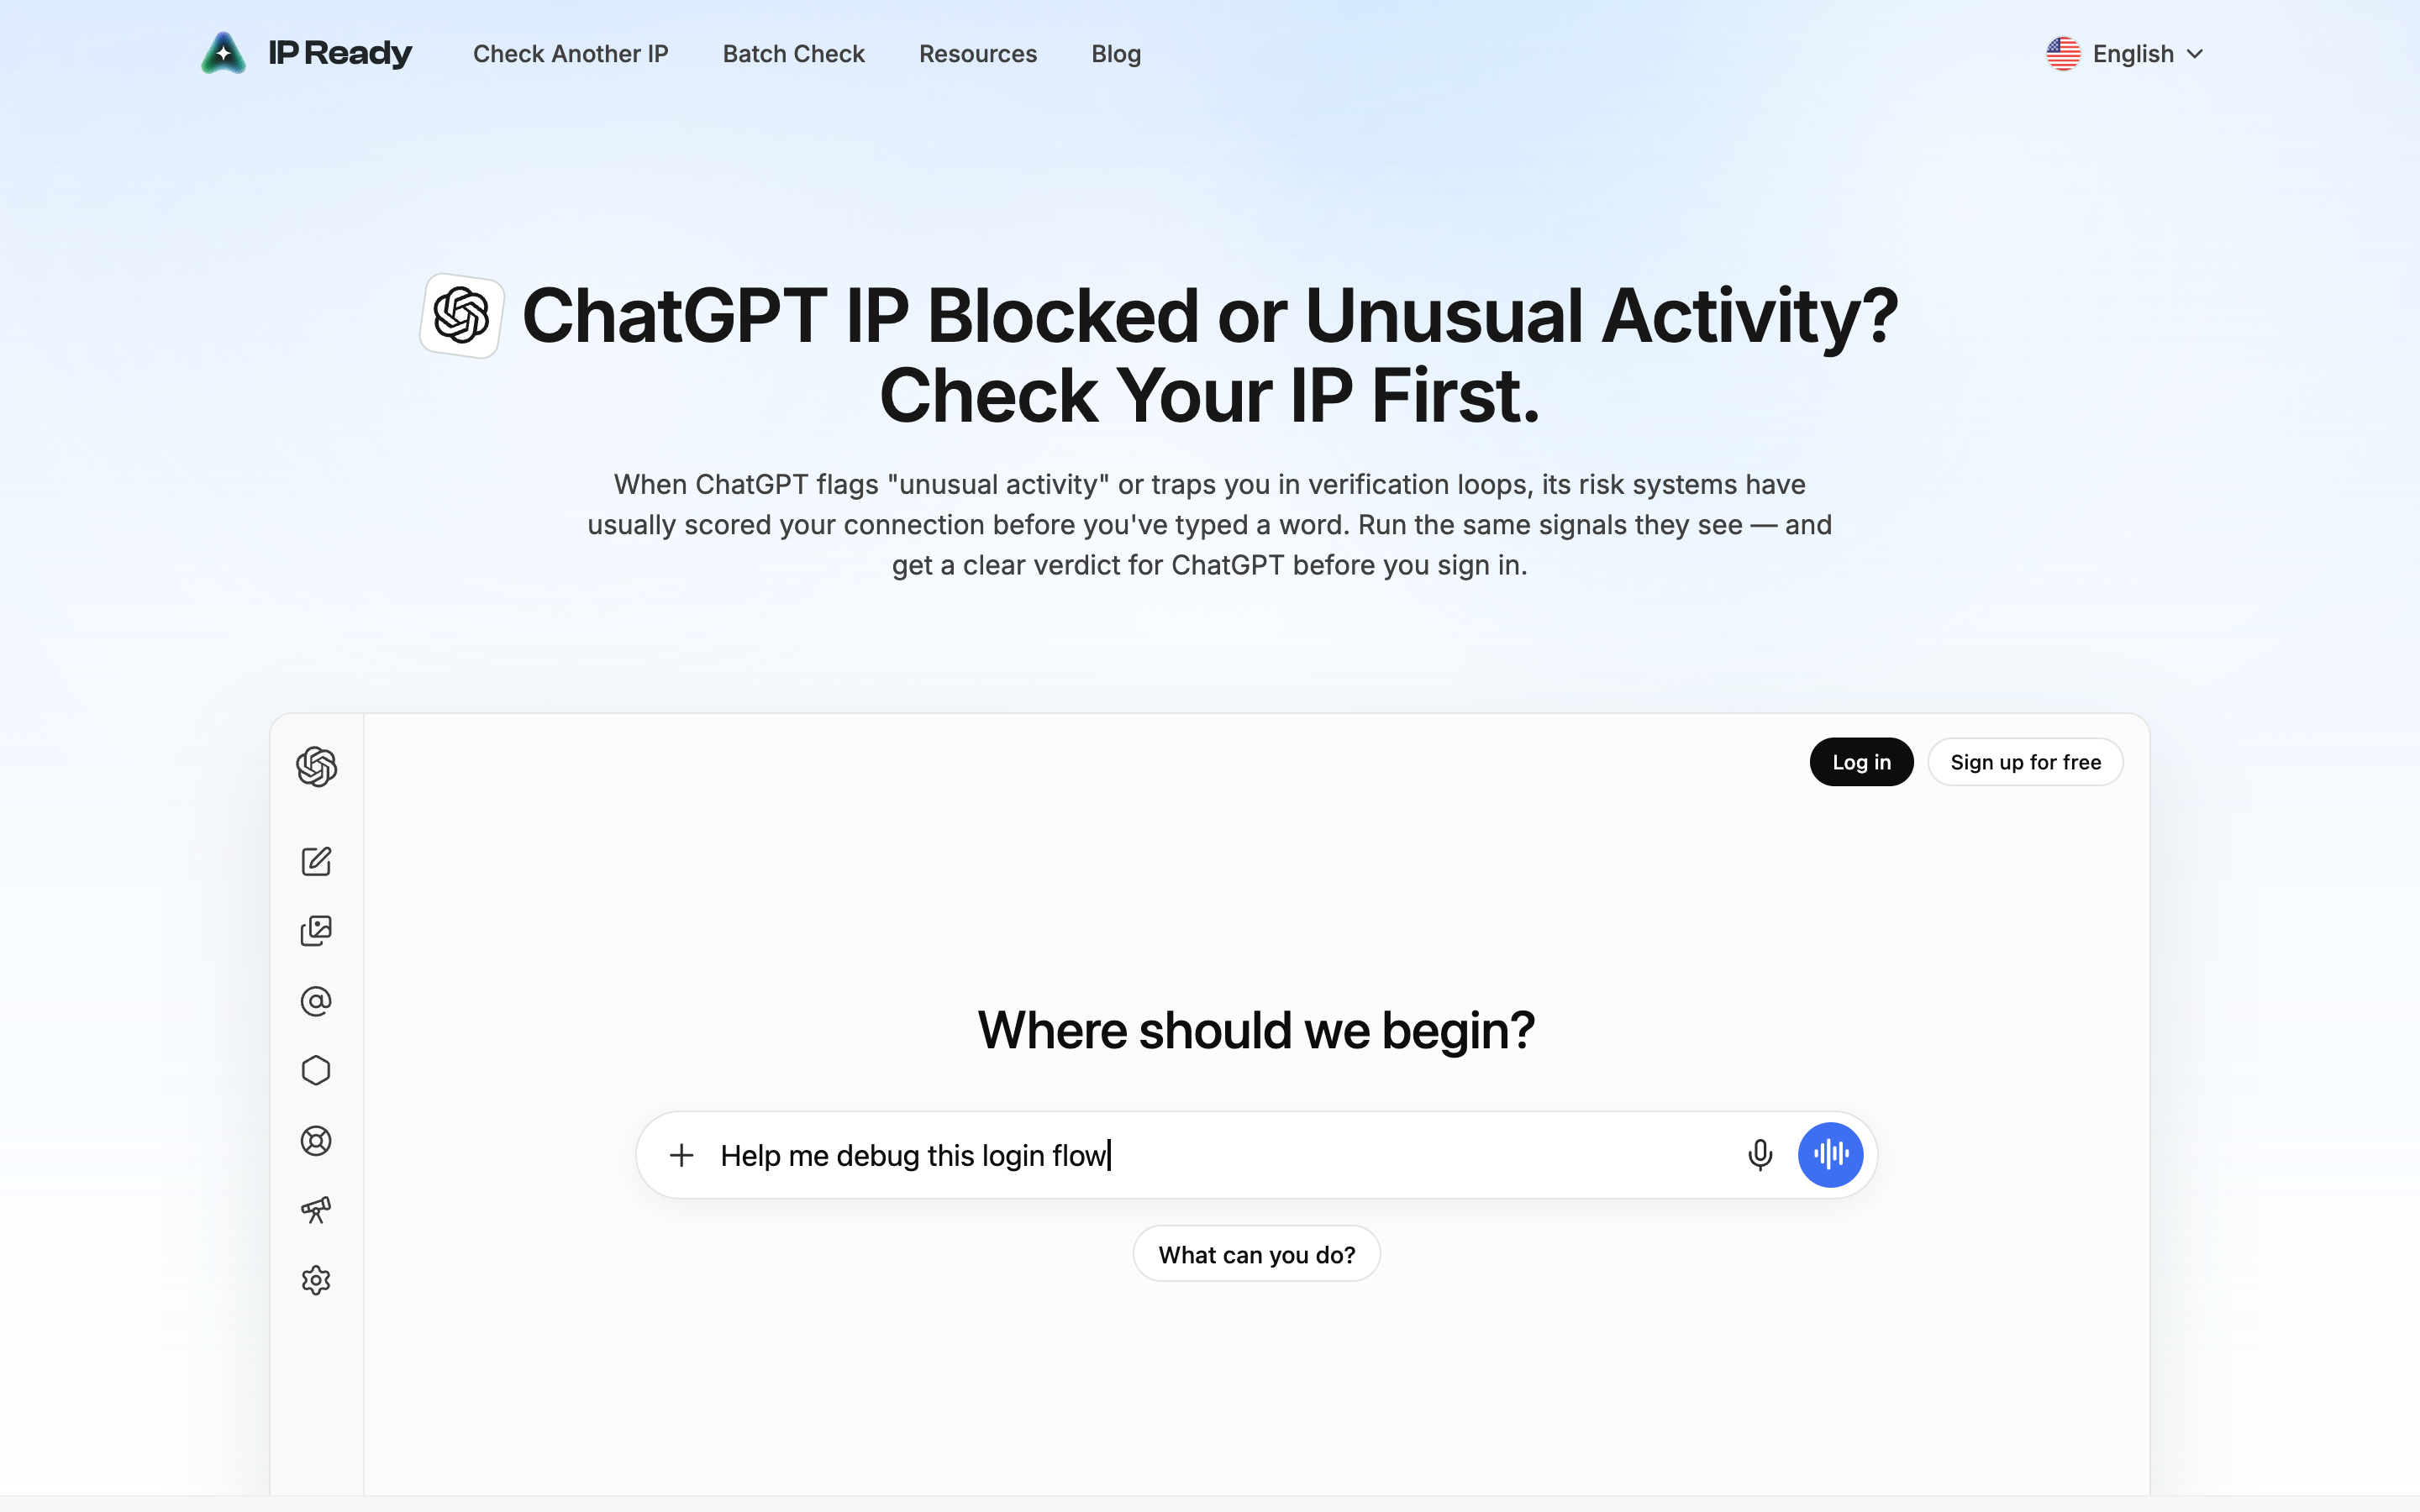 IP Ready
Check Another IP
Batch Check
Resources
Blog
English
ChatGPT IP Blocked or Unusual Activity?
Check Your IP First.
When ChatGPT flags "unusual activity" or traps you in verification loops, its risk systems have
usually scored your connection before you've typed a word. Run the same signals they see — and
get a clear verdict for ChatGPT before you sign in.
Log in
Sign up for free
Where should we begin?
Help me debug this login flow
What can you do?